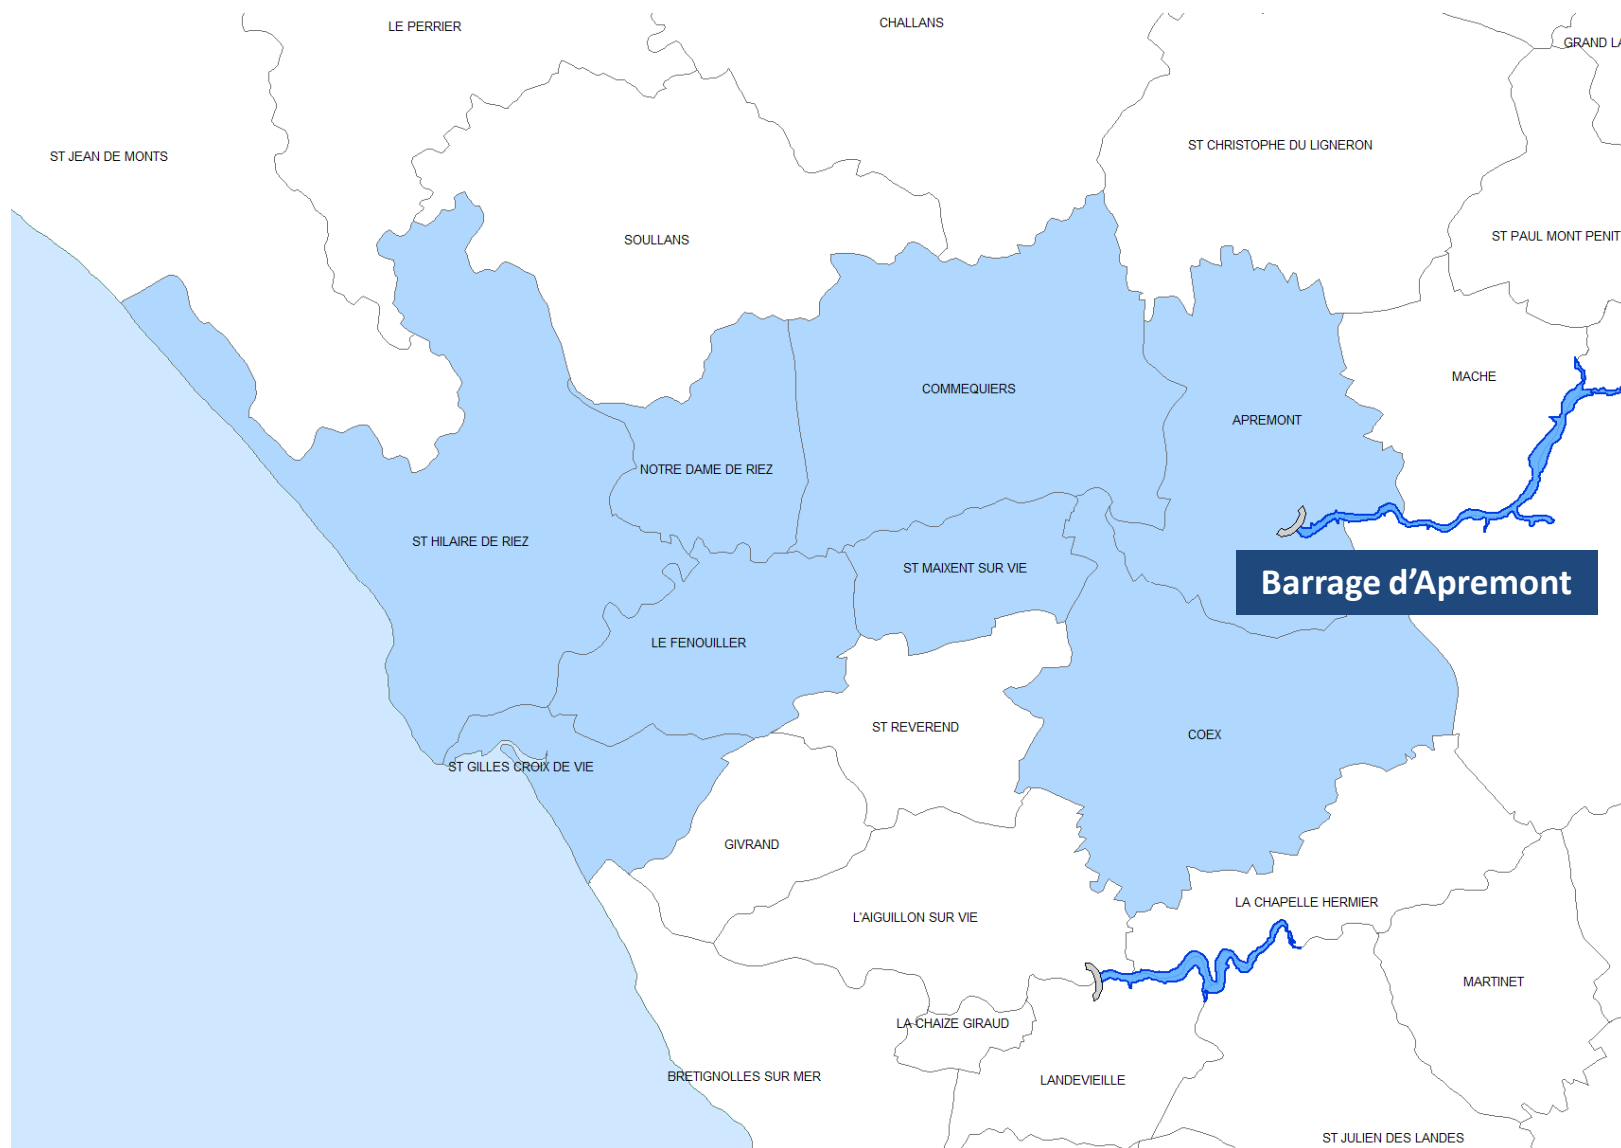 CHALLANS
LE PERRIER
GRAND LA
ST CHRISTOPHE DU LIGNERON
ST JEAN DE MONTS
ST PAUL MONT PENIT
SOULLANS
MACHE
COMMEQUIERS
APREMONT
NOTRE DAME DE RIEZ
ST HILAIRE DE RIEZ
ST MAIXENT SUR VIE
Barrage d'Apremont
LE FENOUILLER
ST REVEREND
COEX
ST GILLES CROIX DE VIE
GIVRAND
LA CHAPELLE HERMIER
L'AIGUILLON SUR VIE
MARTINET
LA CHAIZE GIRAUD
BRETIGNOLLES SUR MER
LANDEVIEILLE
ST JULIEN DES LANDES